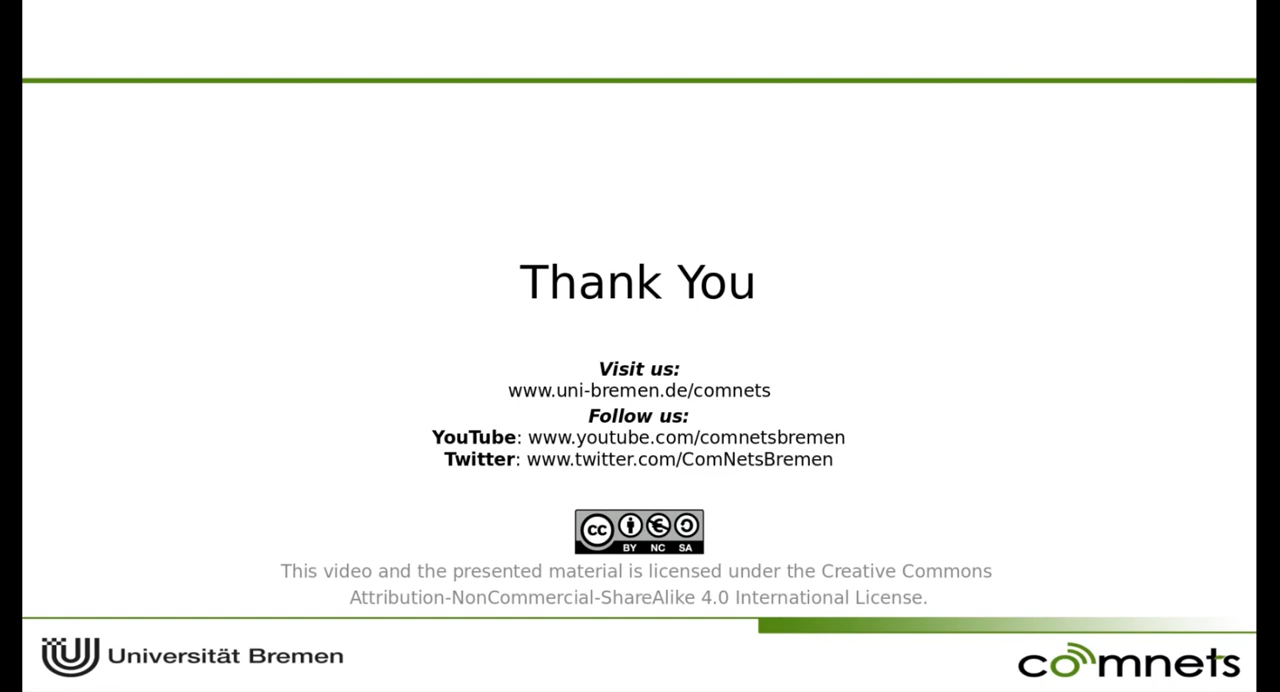 Thank You
Visit us:
www.uni-bremen.de/comnets
Follow us:
YouTube: www.youtube.com/comnetsbremen
Twitter: www.twitter.com/ComNetsBremen
cc BY NC SA
This video and the presented material is licensed under the Creative Commons
Attribution-NonCommercial-ShareAlike 4.0 International License.
Universität Bremen
comnets